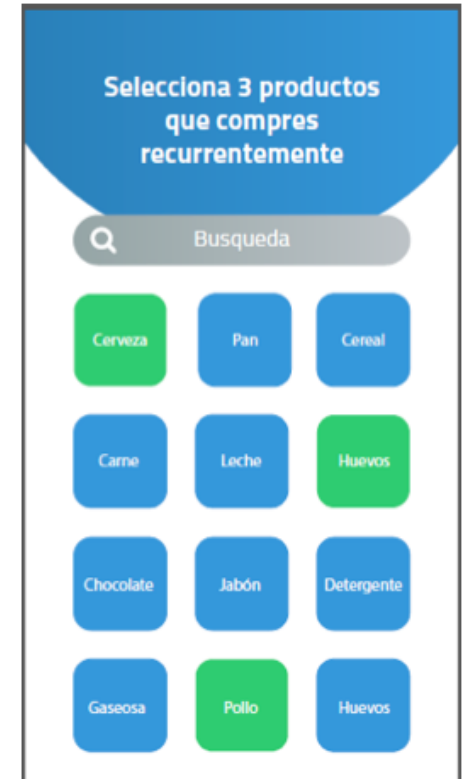 Selecciona 3 productos
que compres
recurrentemente
Busqueda
Cerveza
Pan
Cereal
Carne
Leche
Huevos
Chocolate
Jabón
Detergente
Gaseosa
Pollo
Huevos